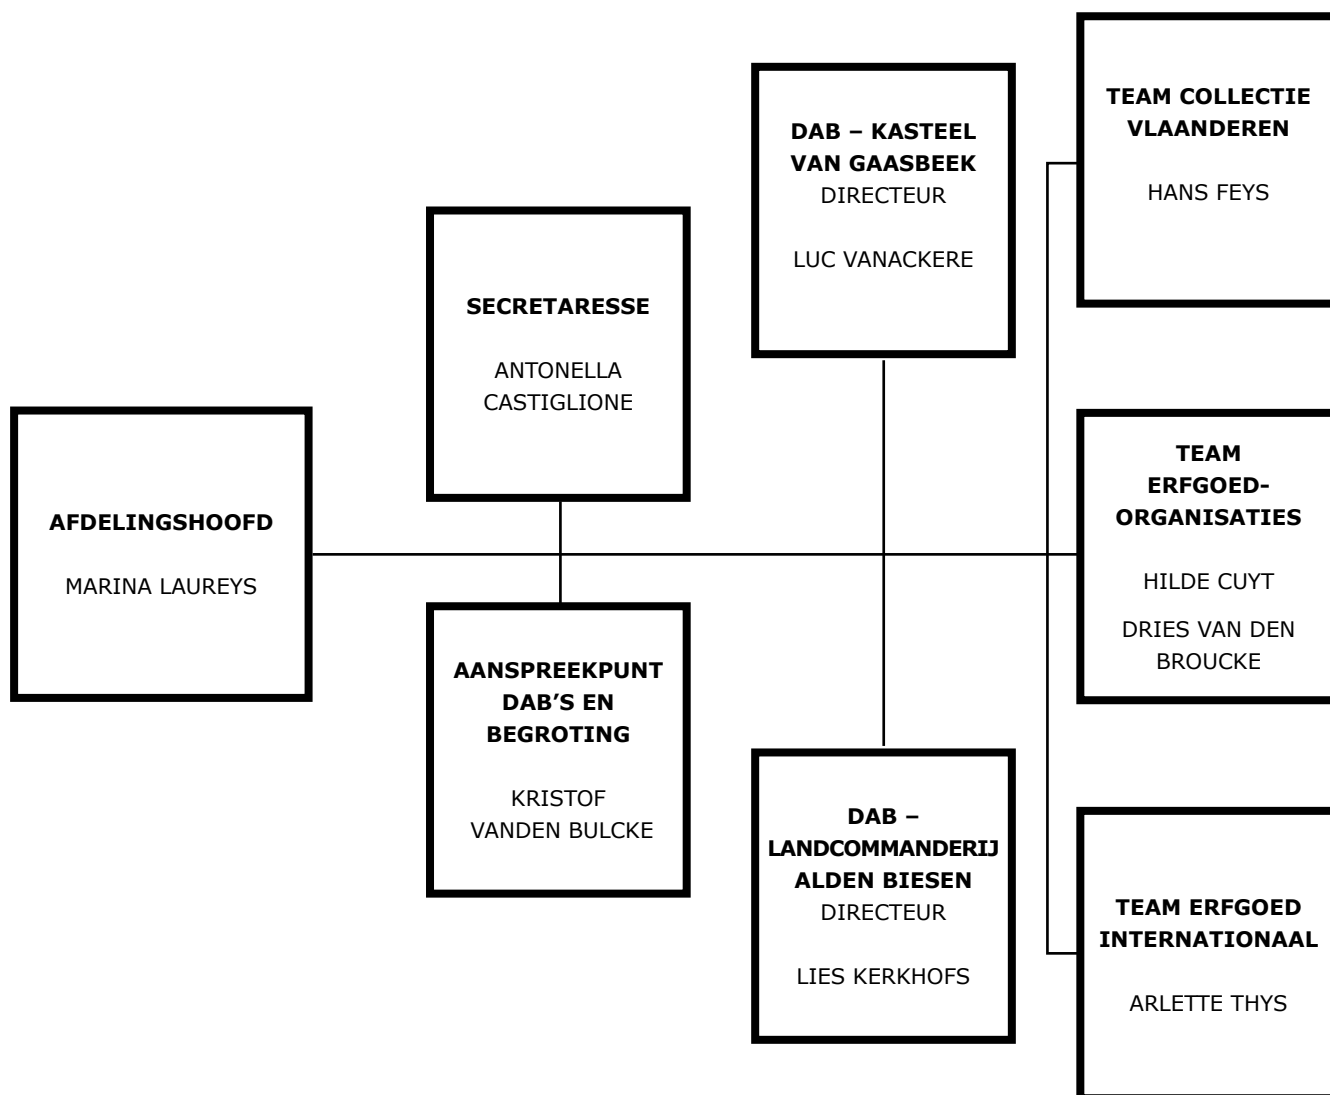 AFDELINGSHOOFD
MARINA LAUREYS
SECRETARESSE
ANTONELLA
CASTIGLIONE
AANSPREEKPUNT
DAB’S EN
BEGROTING
KRISTOF
VANDEN BULCKE
DAB – KASTEEL
VAN GAASBEEK
DIRECTEUR
LUC VANACKERE
DAB –
LANDCOMMANDERIJ
ALDEN BIESEN
DIRECTEUR
LIES KERKHOFS
TEAM COLLECTIE
VLAANDEREN
HANS FEYS
TEAM
ERFGOED-
ORGANISATIES
HILDE CUYT
DRIES VAN DEN
BROUCKE
TEAM ERFGOED
INTERNATIONAAL
ARLETTE THYS